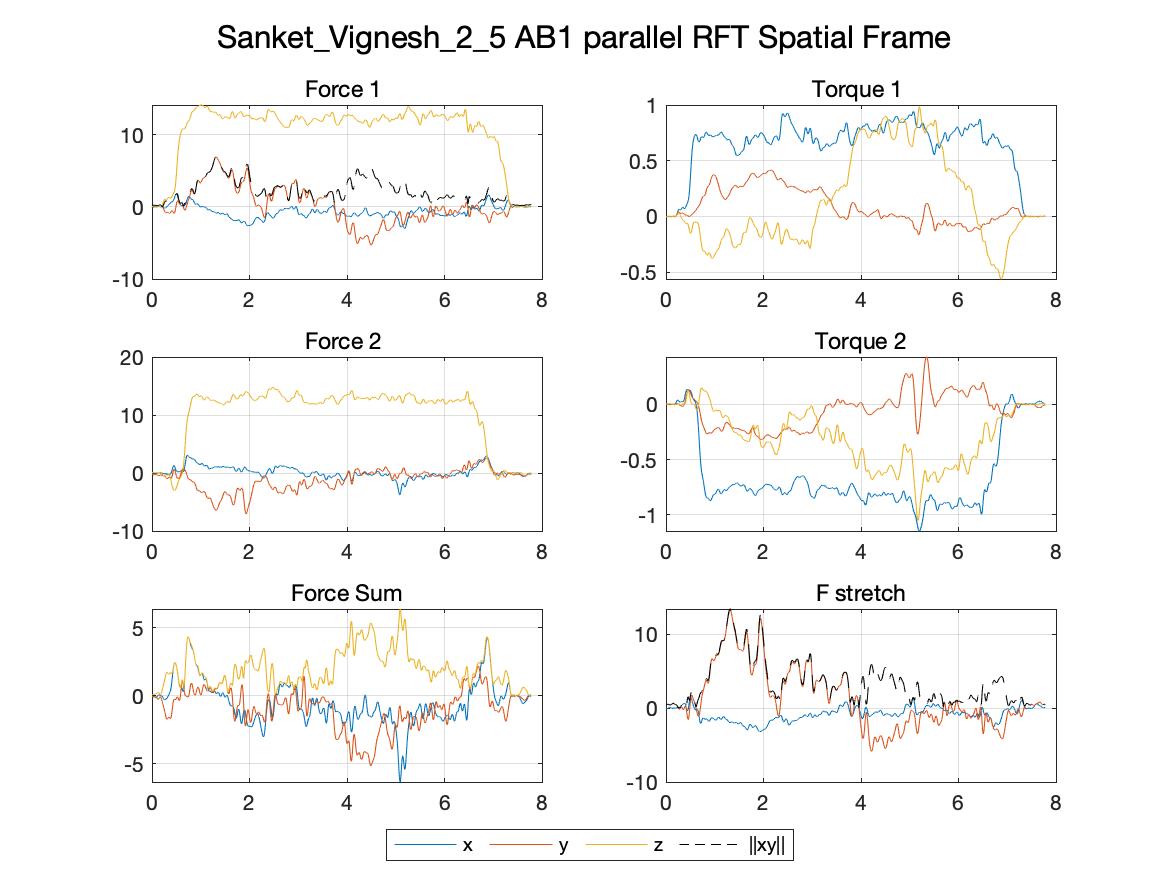 Sanket_Vignesh_2_5 AB1 parallel RFT Spatial Frame
Force 1
10
0
-10
0 2 4 6 8
Torque 1
1
0.5
0
-0.5
0 2 4 6 8
Force 2
20
10
0
-10
0 2 4 6 8
Torque 2
0
-0.5
-1
0 2 4 6 8
Force Sum
5
0
-5
0 2 4 6 8
F stretch
10
0
-10
0 2 4 6 8
x y z ||xy||